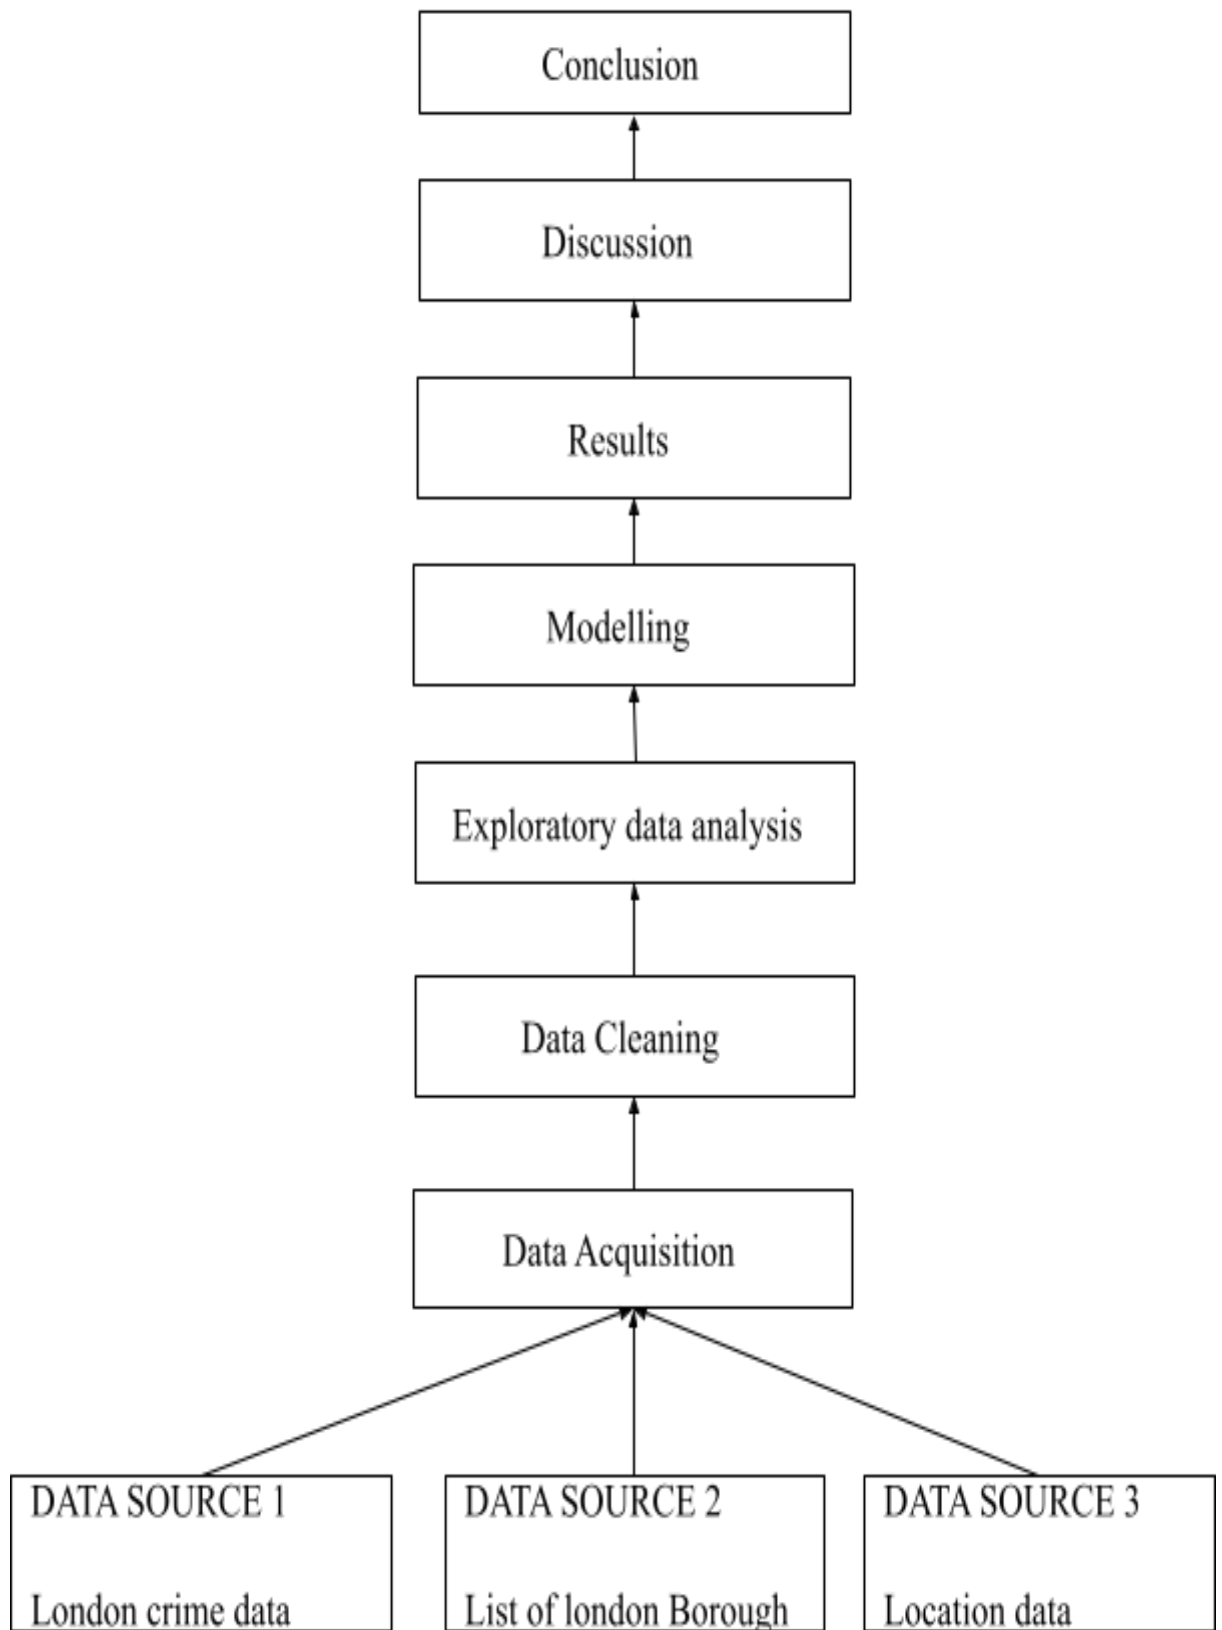 Conclusion
Discussion
Results
Modelling
Exploratory data analysis
Data Cleaning
Data Acquisition
DATA SOURCE 1
London crime data
DATA SOURCE 2
List of london Borough
DATA SOURCE 3
Location data